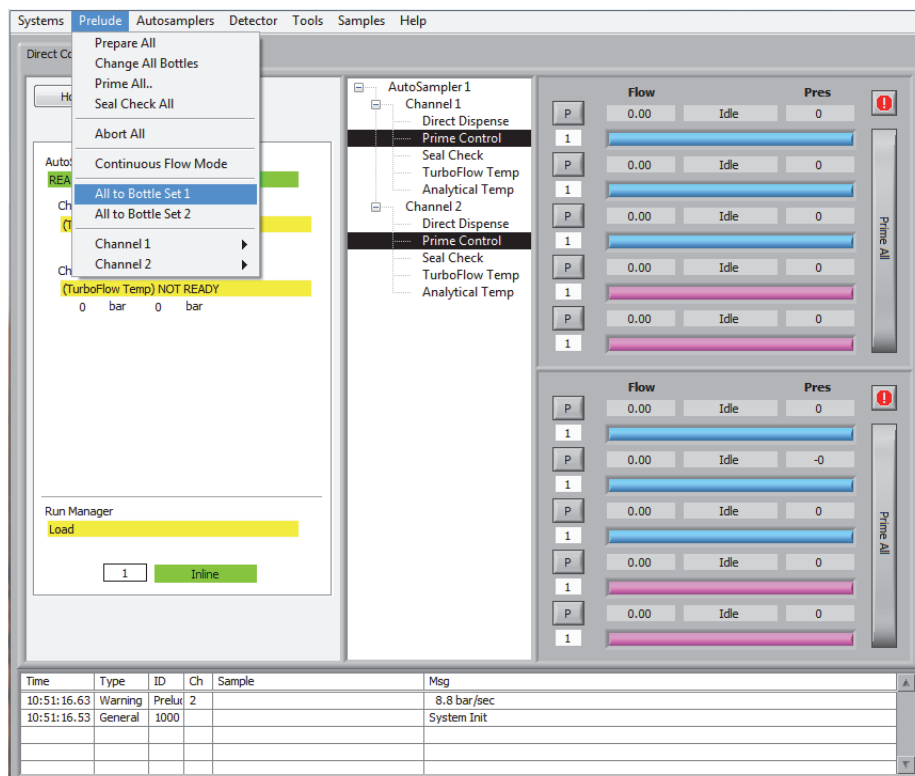 Systems Prelude Autosamplers Detector Tools Samples Help
Prepare All
Change All Bottles
Prime All..
Seal Check All
Abort All
Continuous Flow Mode
All to Bottle Set 1
All to Bottle Set 2
Channel 1
Channel 2
Direct Co
Ho
Auto
REA
Ch
(T
Ch
(TurboFlow Temp) NOT READY
0 bar 0 bar
Run Manager
Load
1 Inline
AutoSampler 1
Channel 1
Direct Dispense
Prime Control
Seal Check
TurboFlow Temp
Analytical Temp
Channel 2
Direct Dispense
Prime Control
Seal Check
TurboFlow Temp
Analytical Temp
Flow Pres
P 0.00 Idle 0
1
P 0.00 Idle 0
1
P 0.00 Idle 0
1
P 0.00 Idle 0
1
P 0.00 Idle 0
1
Prime All
Flow Pres
P 0.00 Idle 0
1
P 0.00 Idle -0
1
P 0.00 Idle 0
1
P 0.00 Idle 0
1
P 0.00 Idle 0
1
Prime All
Time Type ID Ch Sample Msg
10:51:16.63 Warning Prelud 2 8.8 bar/sec
10:51:16.53 General 1000 System Init